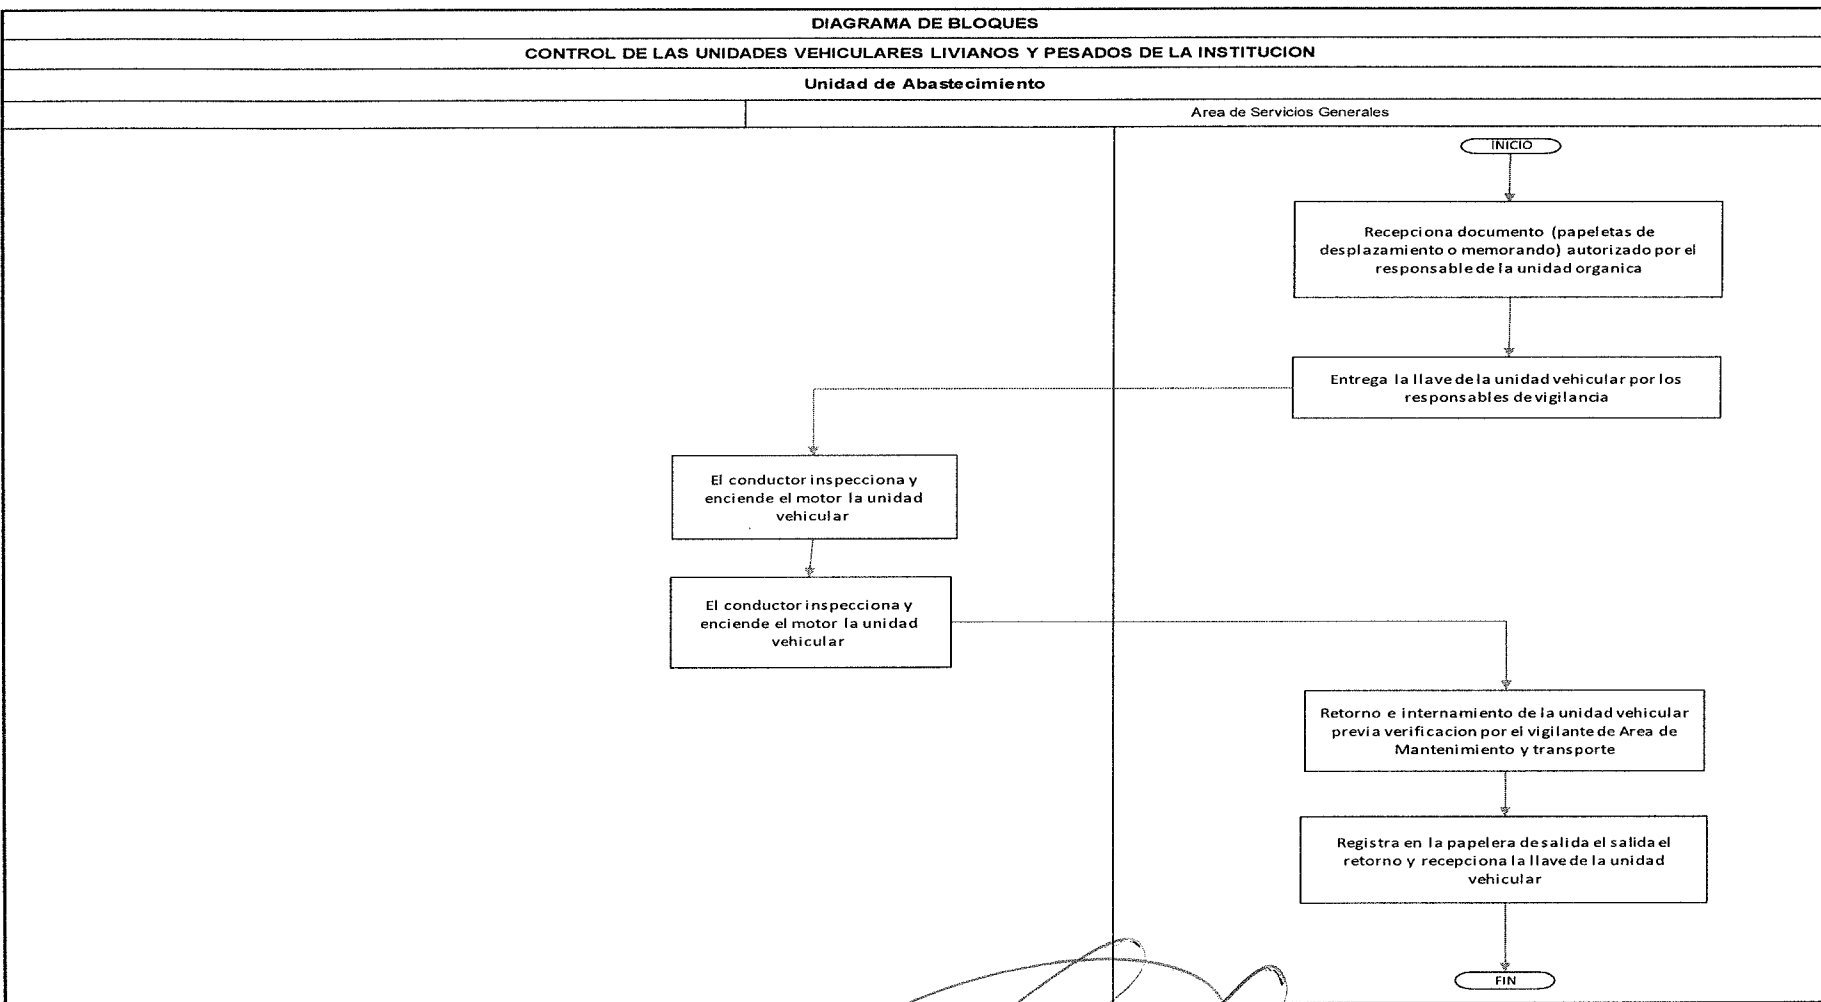 DIAGRAMA DE BLOQUES
CONTROL DE LAS UNIDADES VEHICULARES LIVIANOS Y PESADOS DE LA INSTITUCION
Unidad de Abastecimiento
Area de Servicios Generales
INICIO
Recepciona documento (papeletas de
desplazamiento o memorando) autorizado por el
responsable de la unidad organica
Entrega la llave de la unidad vehicular por los
responsables de vigilancia
El conductor inspecciona y
enciende el motor la unidad
vehicular
El conductor inspecciona y
enciende el motor la unidad
vehicular
Retorno e internamiento de la unidad vehicular
previa verificacion por el vigilante de Area de
Mantenimiento y transporte
Registra en la papelera de salida el salida el
retorno y recepciona la llave de la unidad
vehicular
FIN